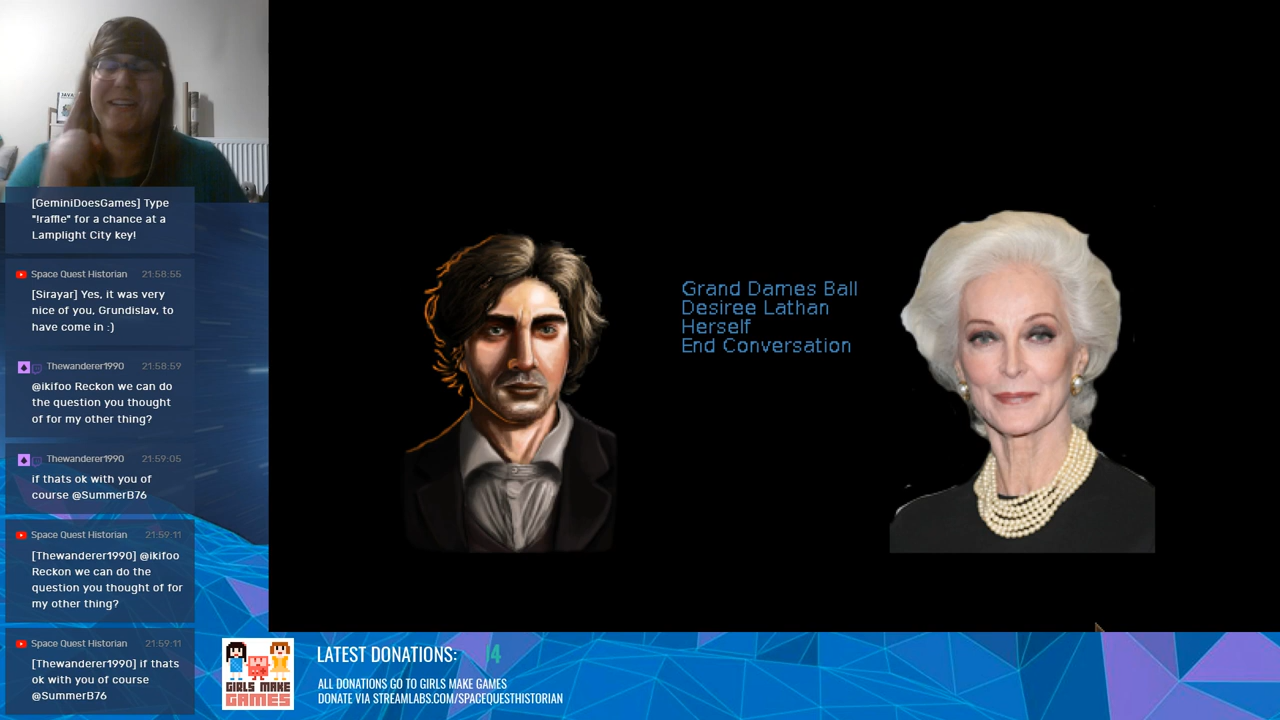 [GeminiDoesGames] Type
"!raffle" for a chance at a
Lamplight City key!
Space Quest Historian 21:58:55
[Sirayar] Yes, it was very
nice of you, Grundislav, to
have come in :)
Thewanderer1990 21:58:59
@ikifoo Reckon we can do
the question you thought
of for my other thing?
Thewanderer1990 21:59:05
if thats ok with you of
course @SummerB76
Space Quest Historian 21:59:11
[Thewanderer1990] @ikifoo
Reckon we can do the
question you thought of for
my other thing?
Space Quest Historian 21:59:11
[Thewanderer1990] if thats
ok with you of course
@SummerB76
Grand Dames Ball
Desiree Lathan
Herself
End Conversation
GIRLS MAKE
GAMES
LATEST DONATIONS:
ALL DONATIONS GO TO GIRLS MAKE GAMES
DONATE VIA STREAMLABS.COM/SPACEQUESTHISTORIAN
JAVA